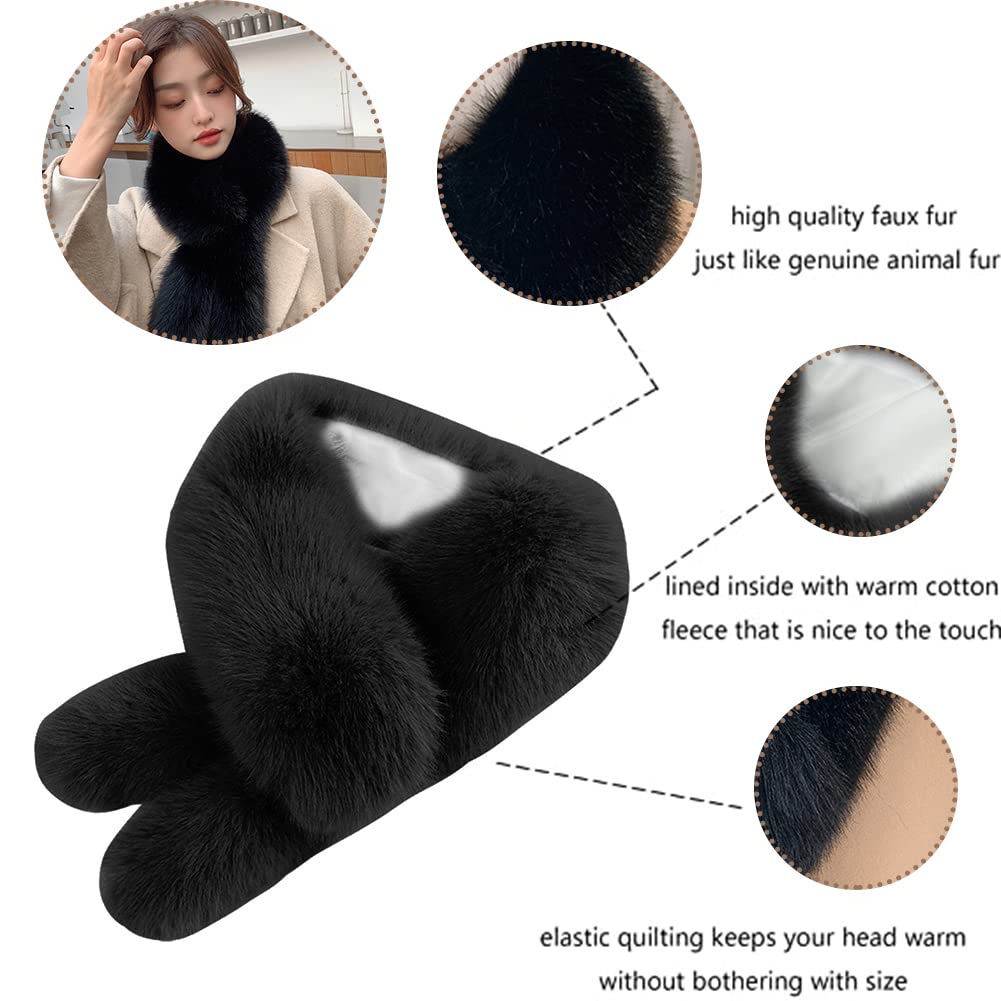 high quality faux fur
just like genuine animal fur
lined inside with warm cotton
fleece that is nice to the touch
elastic quilting keeps your head warm
without bothering with size